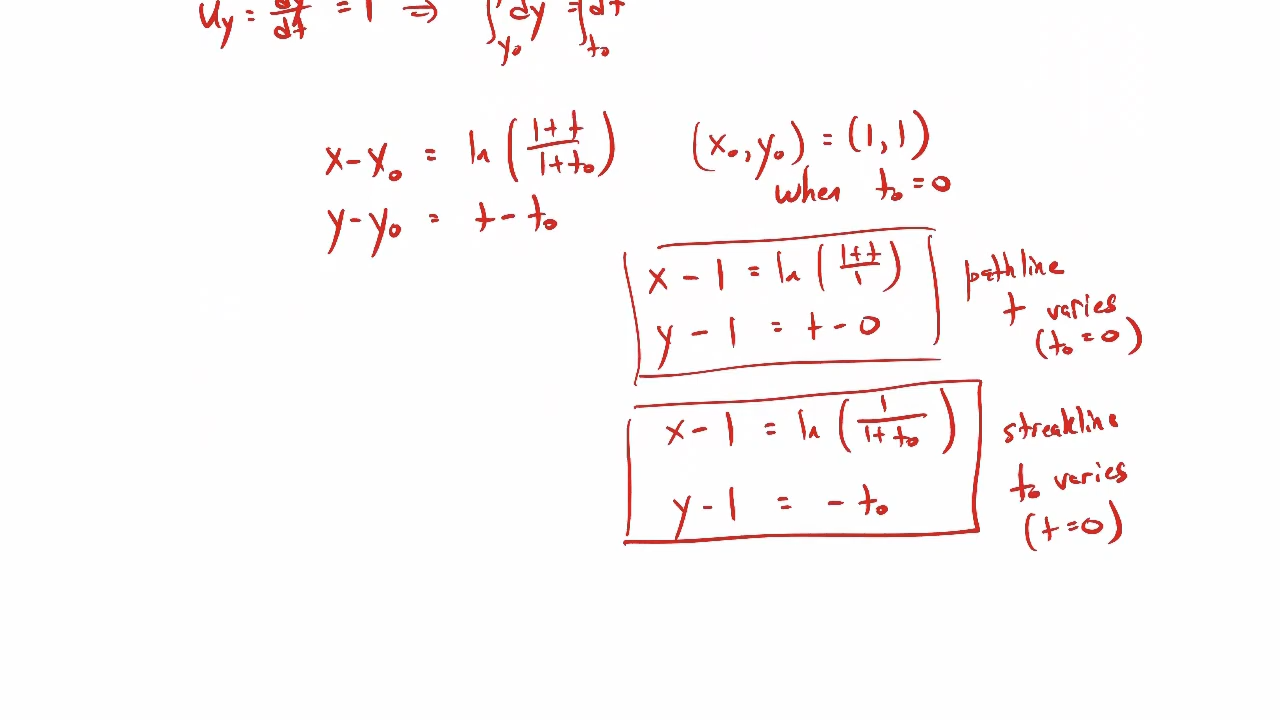 u_y = dy/dt = 1 ⇒ ∫_{y_0} dy = ∫_{t_0} dt
x - x_0 = ln ( (1+t)/(1+t_0) )
y - y_0 = t - t_0
(x_0, y_0) = (1, 1)
when t_0 = 0
x - 1 = ln ( (1+t)/1 )
y - 1 = t - 0
pathline
t varies
(t_0 = 0)
x - 1 = ln ( 1/(1+t_0) )
y - 1 = - t_0
streakline
t_0 varies
(t = 0)